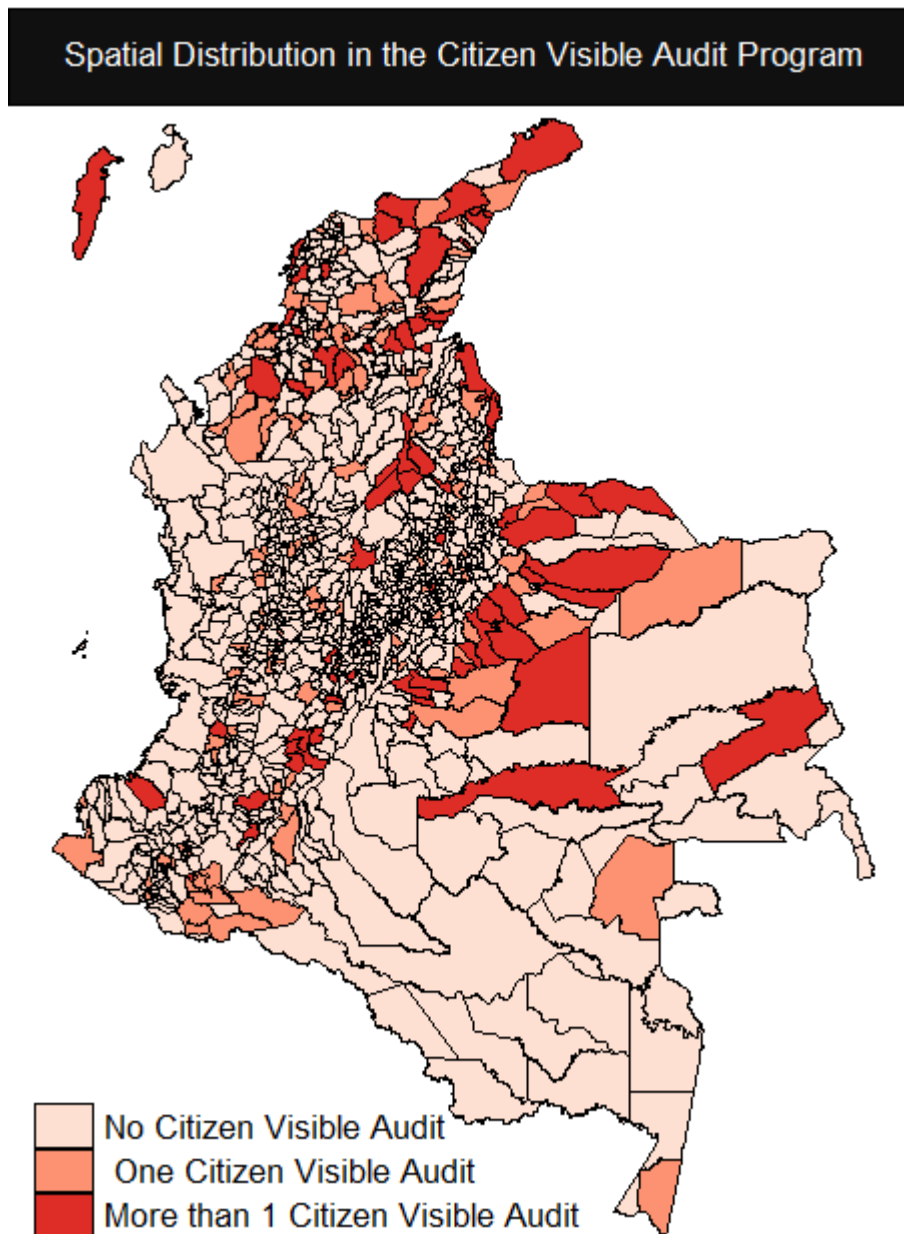 Spatial Distribution in the Citizen Visible Audit Program
No Citizen Visible Audit
One Citizen Visible Audit
More than 1 Citizen Visible Audit